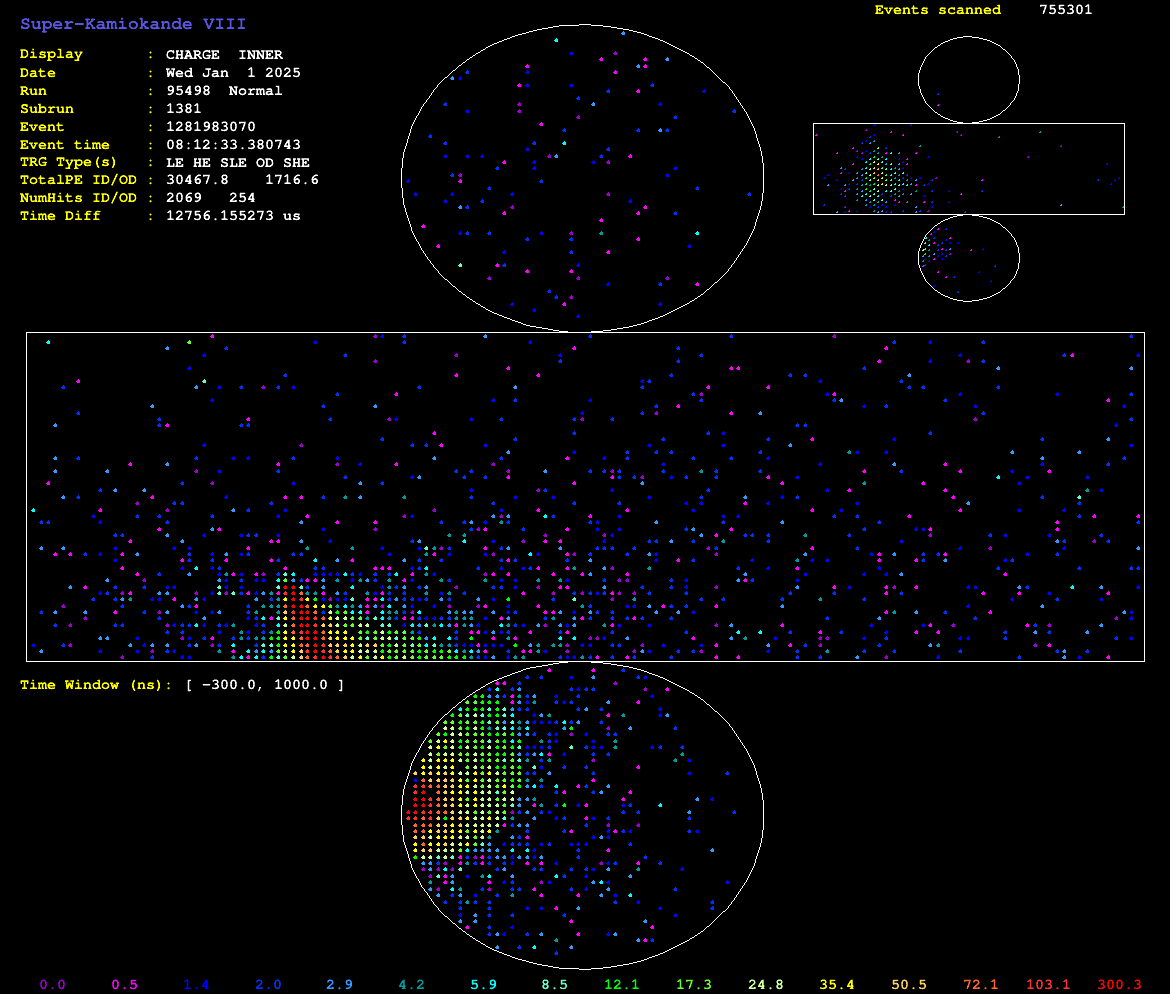 Super-Kamiokande VIII
Events scanned 755301
Display : CHARGE INNER
Date : Wed Jan 1 2025
Run : 95498 Normal
Subrun : 1381
Event : 1281983070
Event time : 08:12:33.380743
TRG Type(s) : LE HE SLE OD SHE
TotalPE ID/OD : 30467.8 1716.6
NumHits ID/OD : 2069 254
Time Diff : 12756.155273 us
Time Window (ns): [ −300.0, 1000.0 ]
0.0 0.5 1.4 2.0 2.9 4.2 5.9 8.5 12.1 17.3 24.8 35.4 50.5 72.1 103.1 300.3